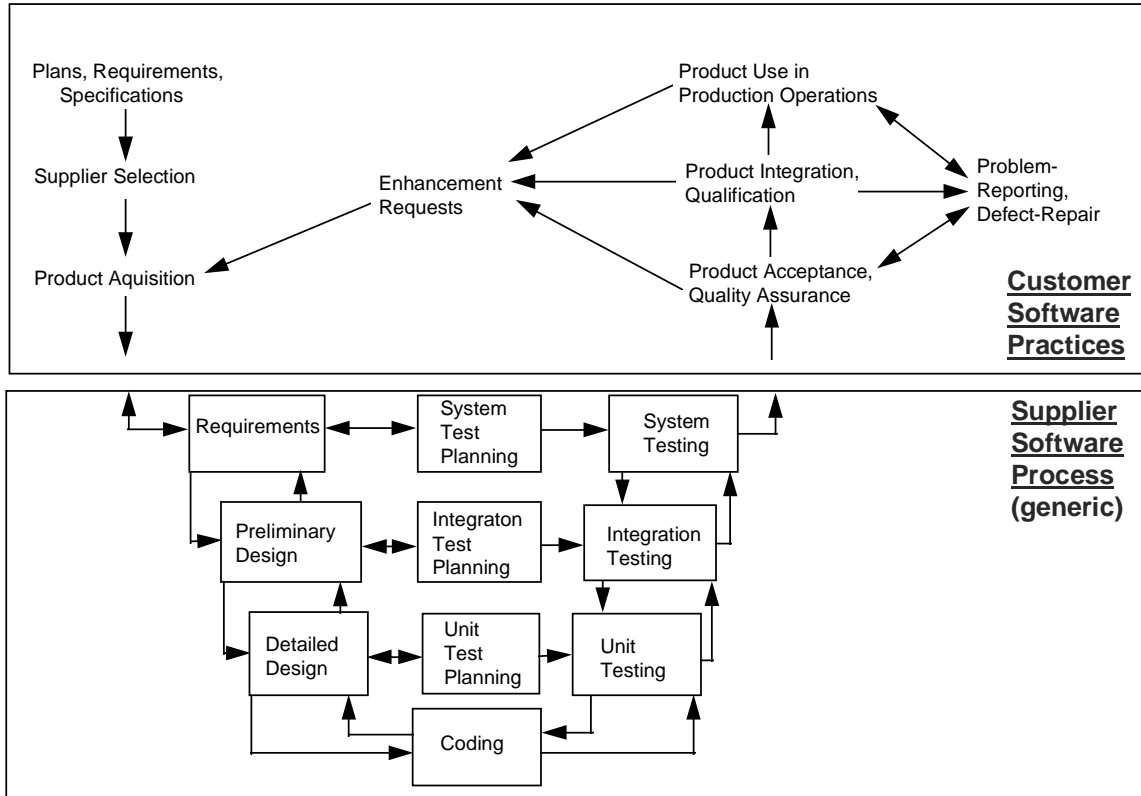 Plans, Requirements,
Specifications
Supplier Selection
Product Aquisition
Enhancement
Requests
Product Use in
Production Operations
Product Integration,
Qualification
Product Acceptance,
Quality Assurance
Problem-
Reporting,
Defect-Repair
Customer
Software
Practices
Supplier
Software
Process
(generic)
Requirements
System
Test
Planning
System
Testing
Preliminary
Design
Integraton
Test
Planning
Integration
Testing
Detailed
Design
Unit
Test
Planning
Unit
Testing
Coding